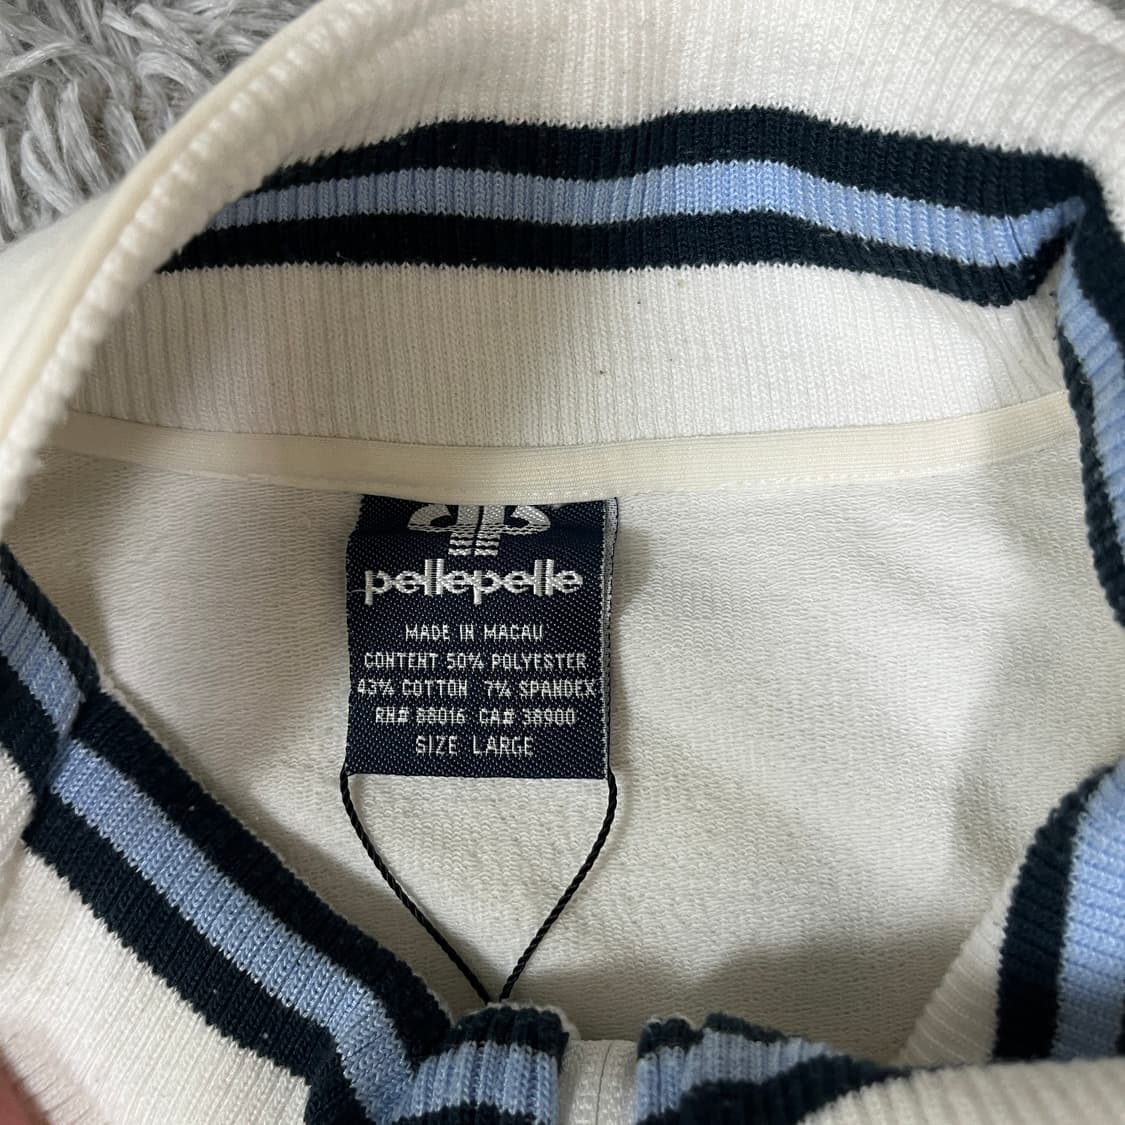 pellepelle
MADE IN MACAU
CONTENT 50% POLYESTER
43% COTTON 7% SPANDEX
RN# 88016 CA# 38900
SIZE LARGE